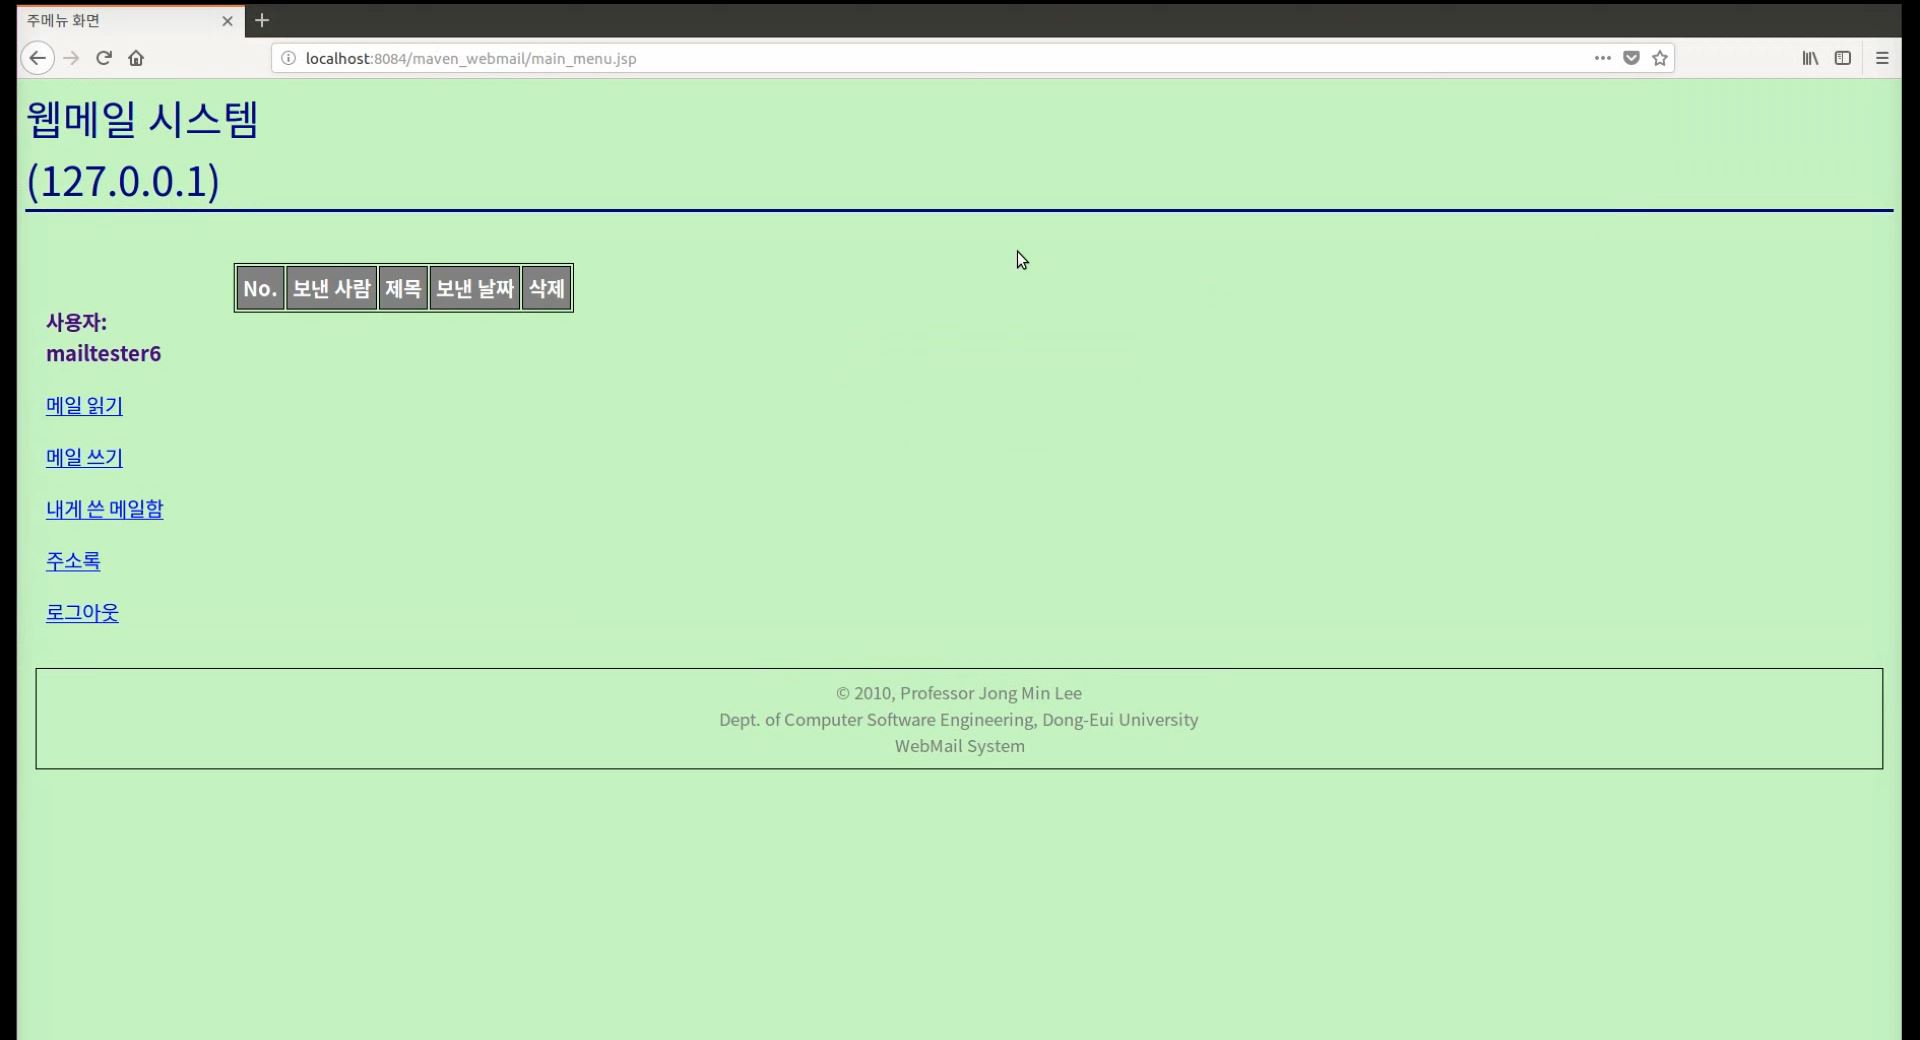 주메뉴 화면
localhost:8084/maven_webmail/main_menu.jsp
웹메일 시스템
(127.0.0.1)
No. 보낸 사람 제목 보낸 날짜 삭제
사용자:
mailtester6
메일 읽기
메일 쓰기
내게 쓴 메일함
주소록
로그아웃
© 2010, Professor Jong Min Lee
Dept. of Computer Software Engineering, Dong-Eui University
WebMail System